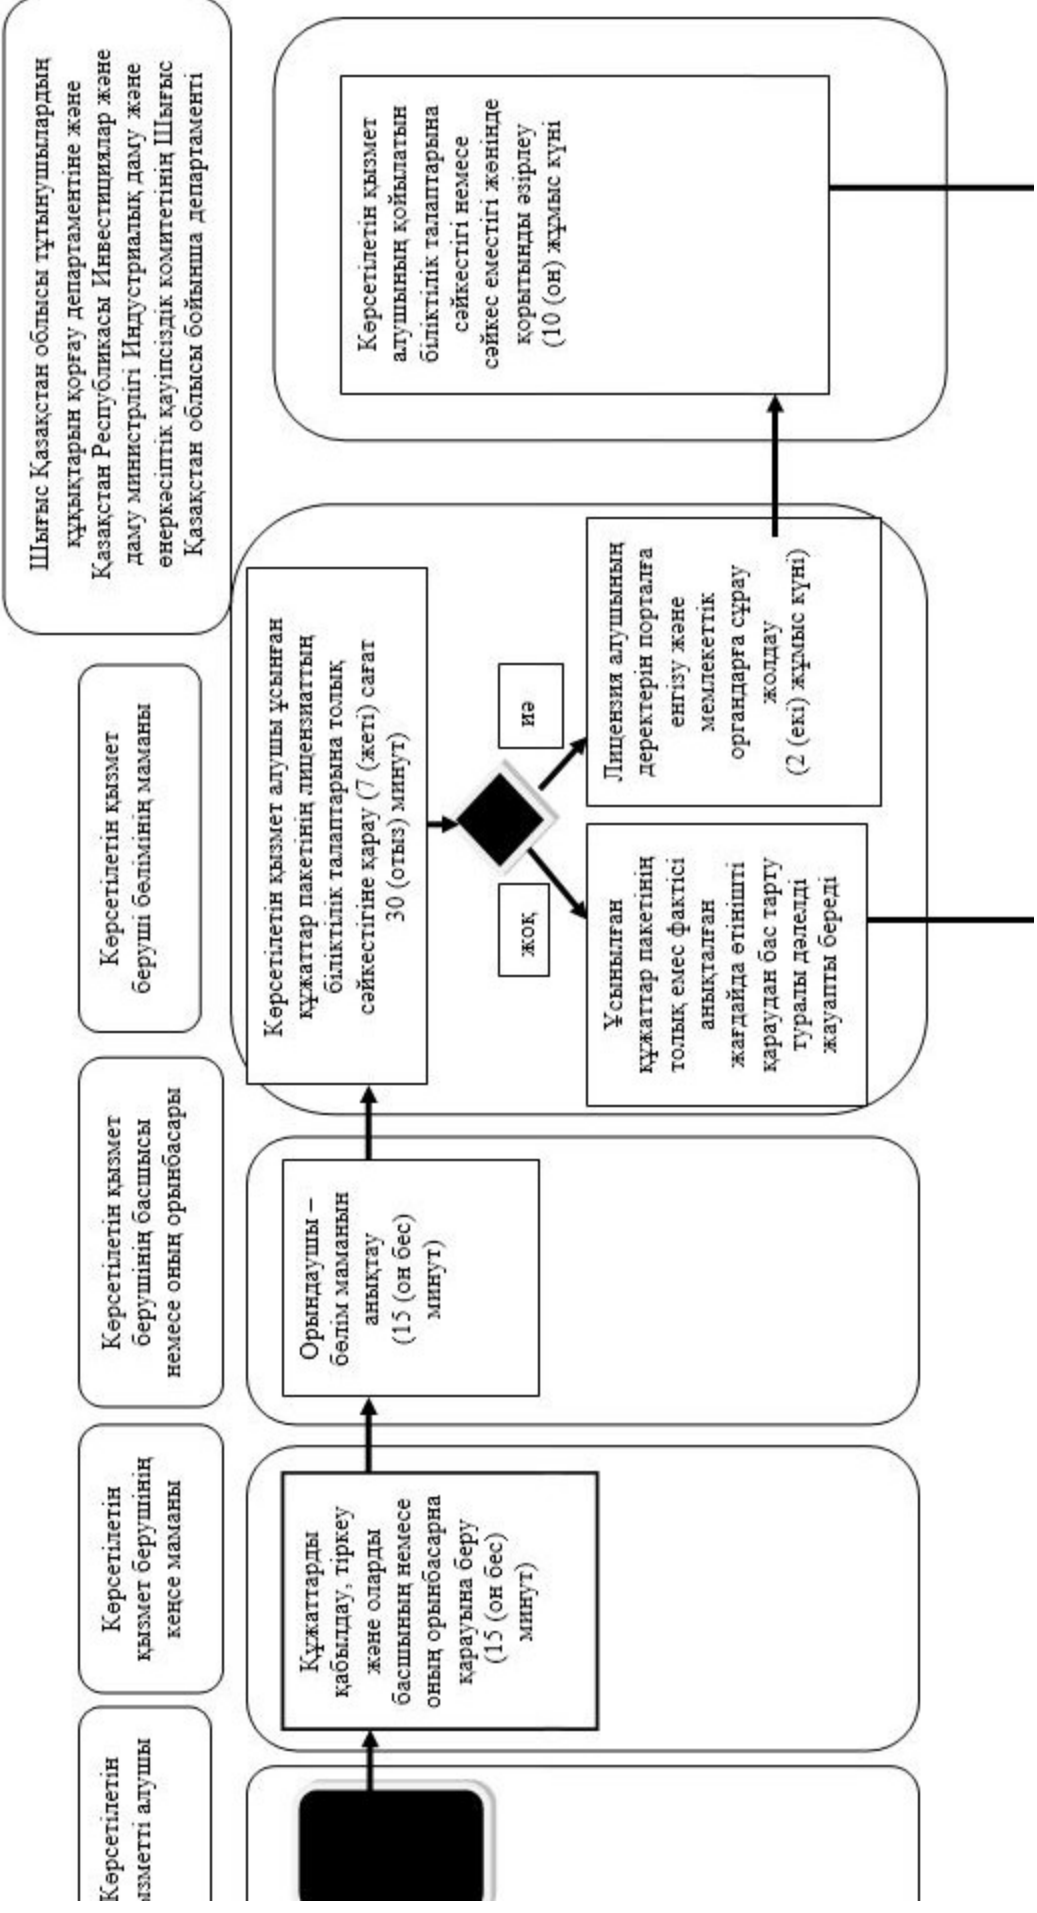 Көрсетілетін
ызметті алушы
Көрсетілетін
қызмет берушінің
кеңсе маманы
Көрсетілетін қызмет
берушінің басшысы
немесе оның орынбасары
Көрсетілетін қызмет
беруші бөлімінің маманы
Шығыс Қазақстан облысы тұтынушылардың
құқықтарын қорғау департаментіне және
Қазақстан Республикасы Инвестициялар және
даму министрлігі Индустриалық даму және
өнеркәсіптік қауіпсіздік комитетінің Шығыс
Қазақстан облысы бойынша департаменті
Құжаттарды
қабылдау, тіркеу
және оларды
басшының немесе
оның орынбасарна
қарауына беру
(15 (он бес)
минут)
Орындаушы –
бөлім маманын
анықтау
(15 (он бес)
минут)
Көрсетілетін қызмет алушы ұсынған
құжаттар пакетінің лицензиаттың
біліктілік талаптарына толық
сәйкестігіне қарау (7 (жеті) сағат
30 (отыз) минут)
жоқ
иә
Ұсынылған
құжаттар пакетінің
толық емес фактісі
анықталған
жағдайда өтінішті
қараудан бас тарту
туралы дәлелді
жауапты береді
Лицензия алушының
деректерін порталға
енгізу және
мемлекеттік
органдарға сұрау
жолдау
(2 (екі) жұмыс күні)
Көрсетілетін қызмет
алушының қойылатын
біліктілік талаптарына
сәйкестігі немесе
сәйкес еместігі жөнінде
қорытынды әзірлеу
(10 (он) жұмыс күні